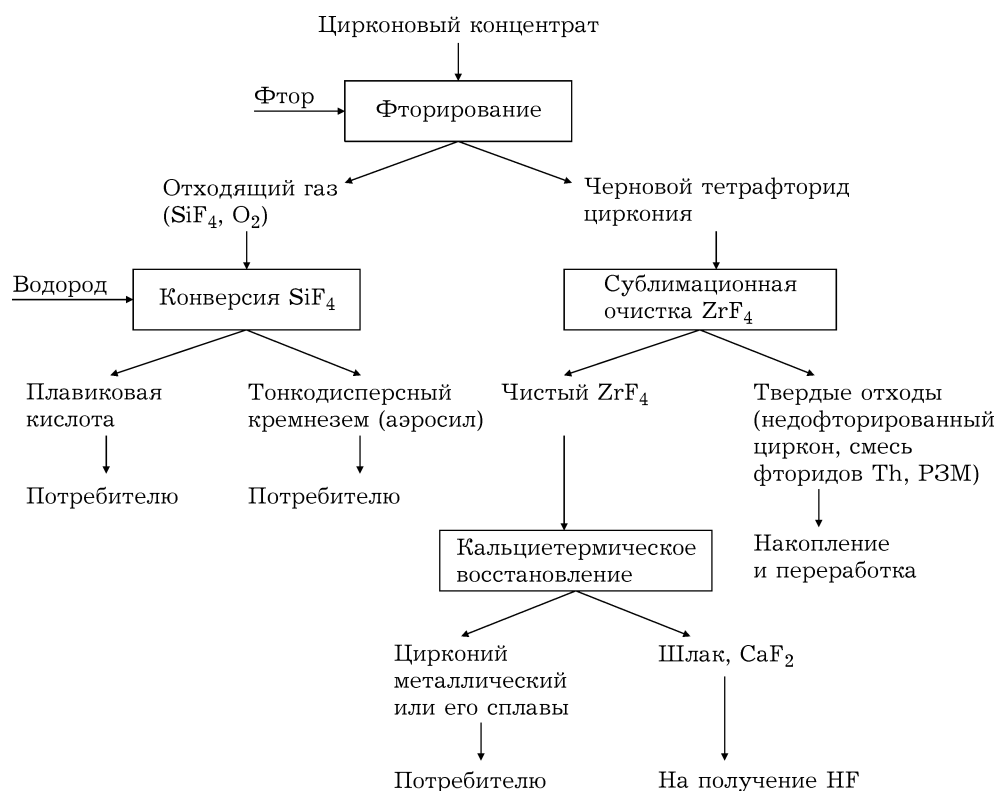 Цирконовый концентрат
Фтор
Фторирование
Отходящий газ
(SiF₄, O₂)
Черновой тетрафторид
циркония
Водород
Конверсия SiF₄
Сублимационная
очистка ZrF₄
Плавиковая
кислота
Тонкодисперсный
кремнезем (аэросил)
Чистый ZrF₄
Твердые отходы
(недофторированный
циркон, смесь
фторидов Th, РЗМ)
Потребителю
Потребителю
Накопление
и переработка
Кальциетермическое
восстановление
Цирконий
металлический
или его сплавы
Шлак, CaF₂
Потребителю
На получение HF